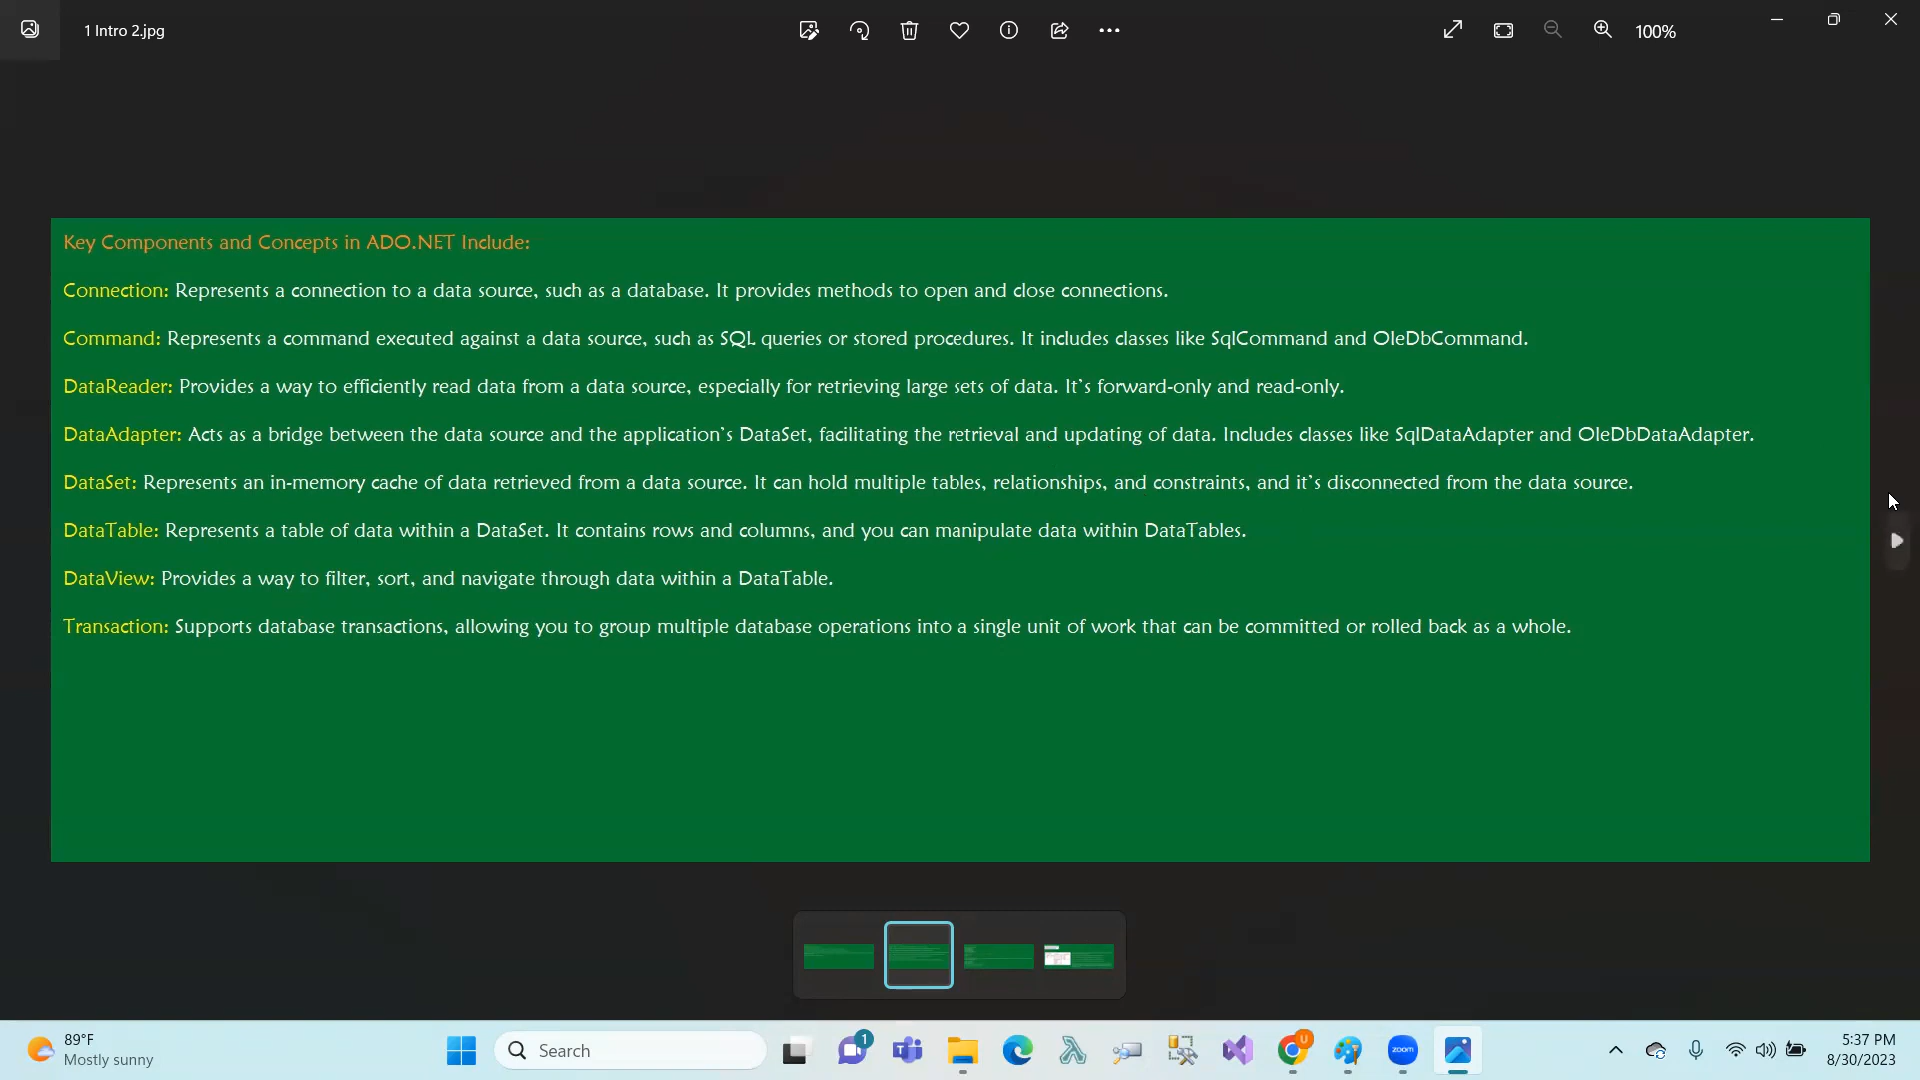 1 Intro 2.jpg
100%
Key Components and Concepts in ADO.NET Include:
Connection: Represents a connection to a data source, such as a database. It provides methods to open and close connections.
Command: Represents a command executed against a data source, such as SQL queries or stored procedures. It includes classes like SqlCommand and OleDbCommand.
DataReader: Provides a way to efficiently read data from a data source, especially for retrieving large sets of data. It's forward-only and read-only.
DataAdapter: Acts as a bridge between the data source and the application's DataSet, facilitating the retrieval and updating of data. Includes classes like SqlDataAdapter and OleDbDataAdapter.
DataSet: Represents an in-memory cache of data retrieved from a data source. It can hold multiple tables, relationships, and constraints, and it's disconnected from the data source.
DataTable: Represents a table of data within a DataSet. It contains rows and columns, and you can manipulate data within DataTables.
DataView: Provides a way to filter, sort, and navigate through data within a DataTable.
Transaction: Supports database transactions, allowing you to group multiple database operations into a single unit of work that can be committed or rolled back as a whole.
89°F
Mostly sunny
Search
1
U
zoom
5:37 PM
8/30/2023